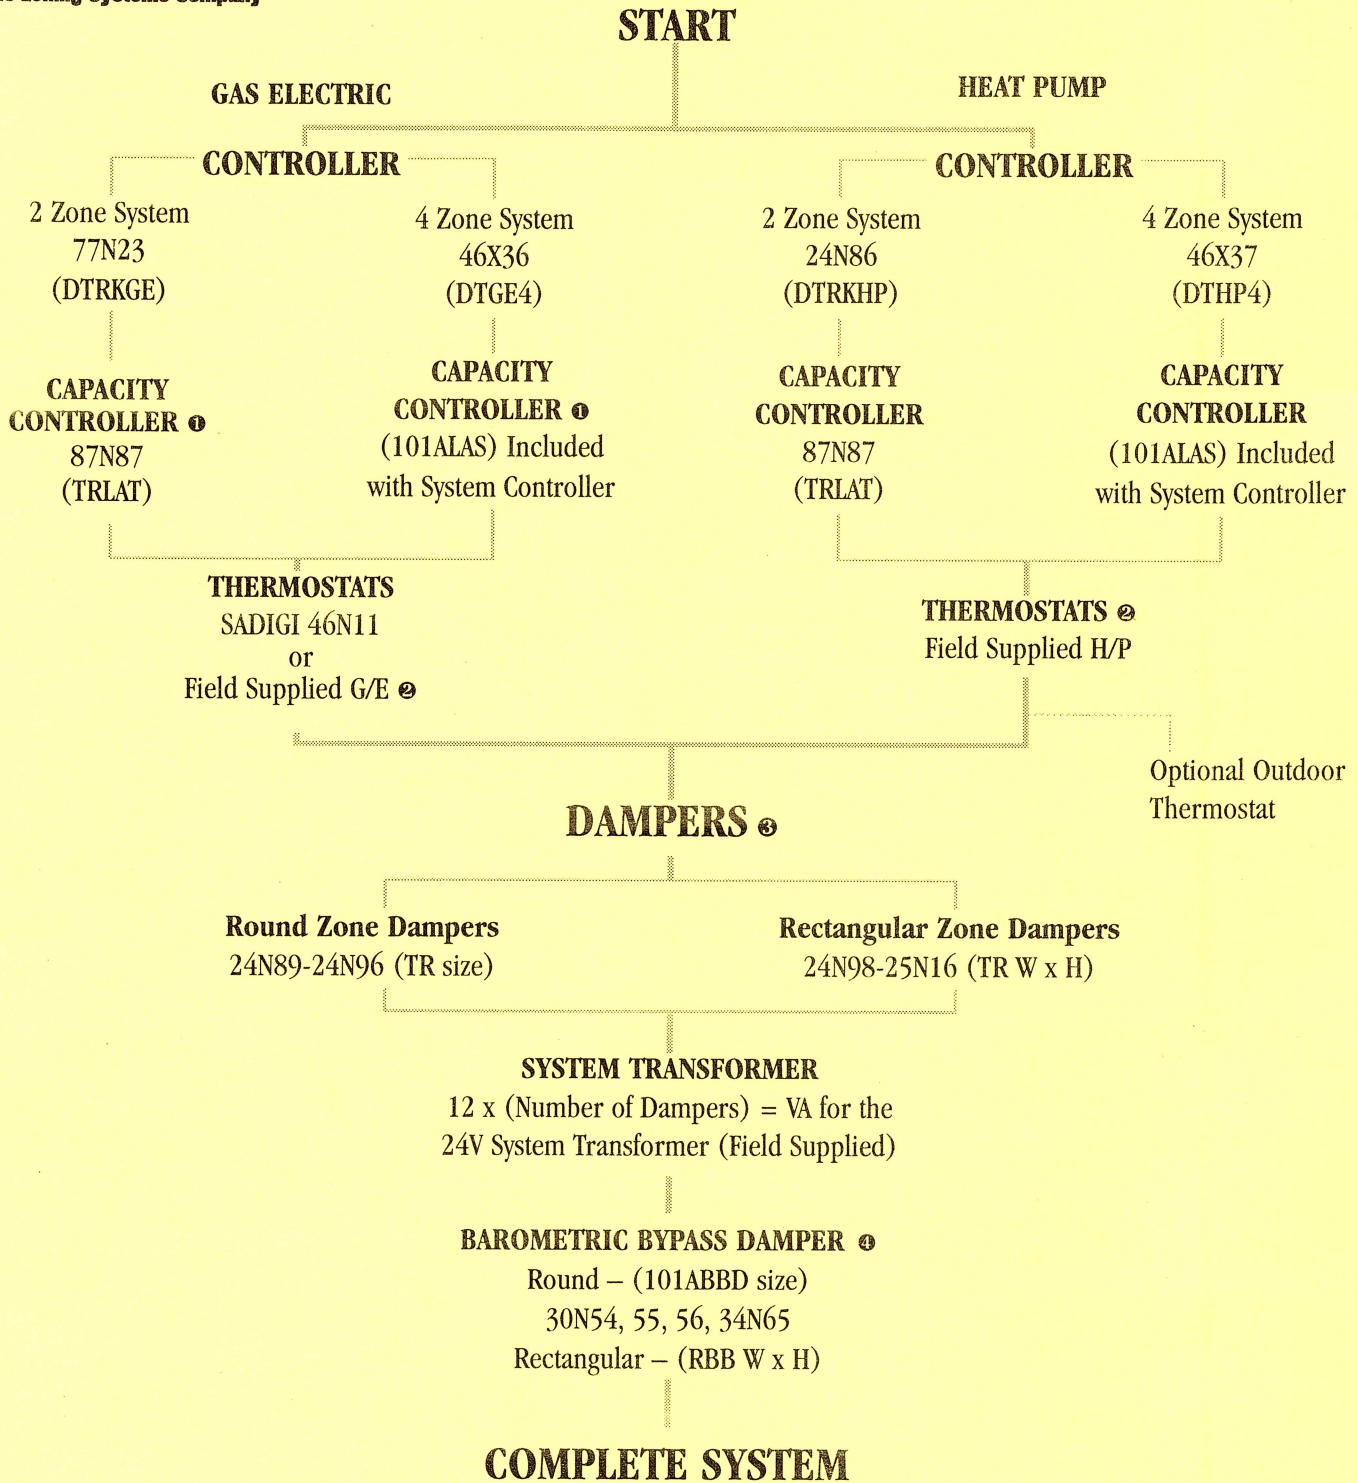 Zoning Systems Company
START
GAS ELECTRIC
HEAT PUMP
CONTROLLER
CONTROLLER
2 Zone System
77N23
(DTRKGE)
4 Zone System
46X36
(DTGE4)
2 Zone System
24N86
(DTRKHP)
4 Zone System
46X37
(DTHP4)
CAPACITY
CONTROLLER ❶
87N87
(TRLAT)
CAPACITY
CONTROLLER ❶
(101ALAS) Included
with System Controller
CAPACITY
CONTROLLER
87N87
(TRLAT)
CAPACITY
CONTROLLER
(101ALAS) Included
with System Controller
THERMOSTATS
SADIGI 46N11
or
Field Supplied G/E ❷
THERMOSTATS ❷
Field Supplied H/P
Optional Outdoor
Thermostat
DAMPERS ❸
Round Zone Dampers
24N89-24N96 (TR size)
Rectangular Zone Dampers
24N98-25N16 (TR W x H)
SYSTEM TRANSFORMER
12 x (Number of Dampers) = VA for the
24V System Transformer (Field Supplied)
BAROMETRIC BYPASS DAMPER ❹
Round – (101ABBD size)
30N54, 55, 56, 34N65
Rectangular – (RBB W x H)
COMPLETE SYSTEM